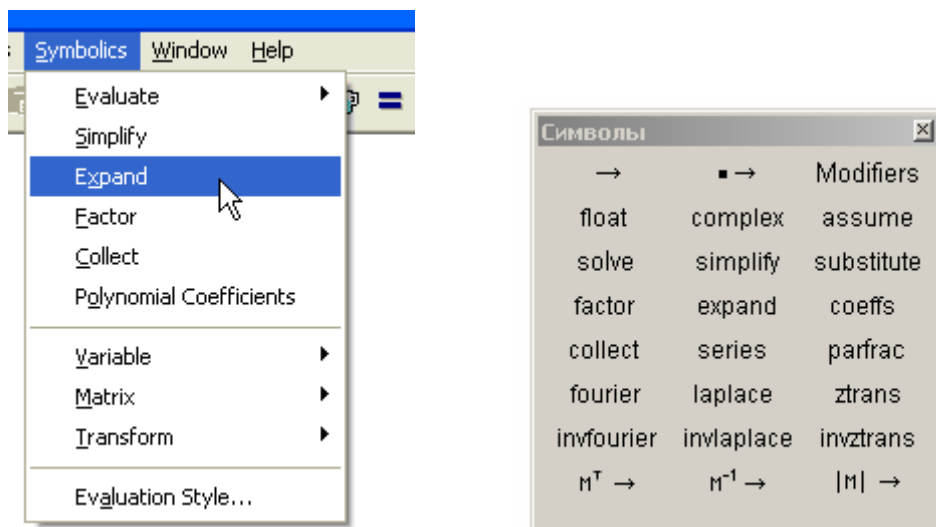 Symbolics Window Help
Evaluate
Simplify
Expand
Factor
Collect
Polynomial Coefficients
Variable
Matrix
Transform
Evaluation Style...
Символы
→ ▪ → Modifiers
float complex assume
solve simplify substitute
factor expand coeffs
collect series parfrac
fourier laplace ztrans
invfourier invlaplace invztrans
Mᵀ → M⁻¹ → |M| →